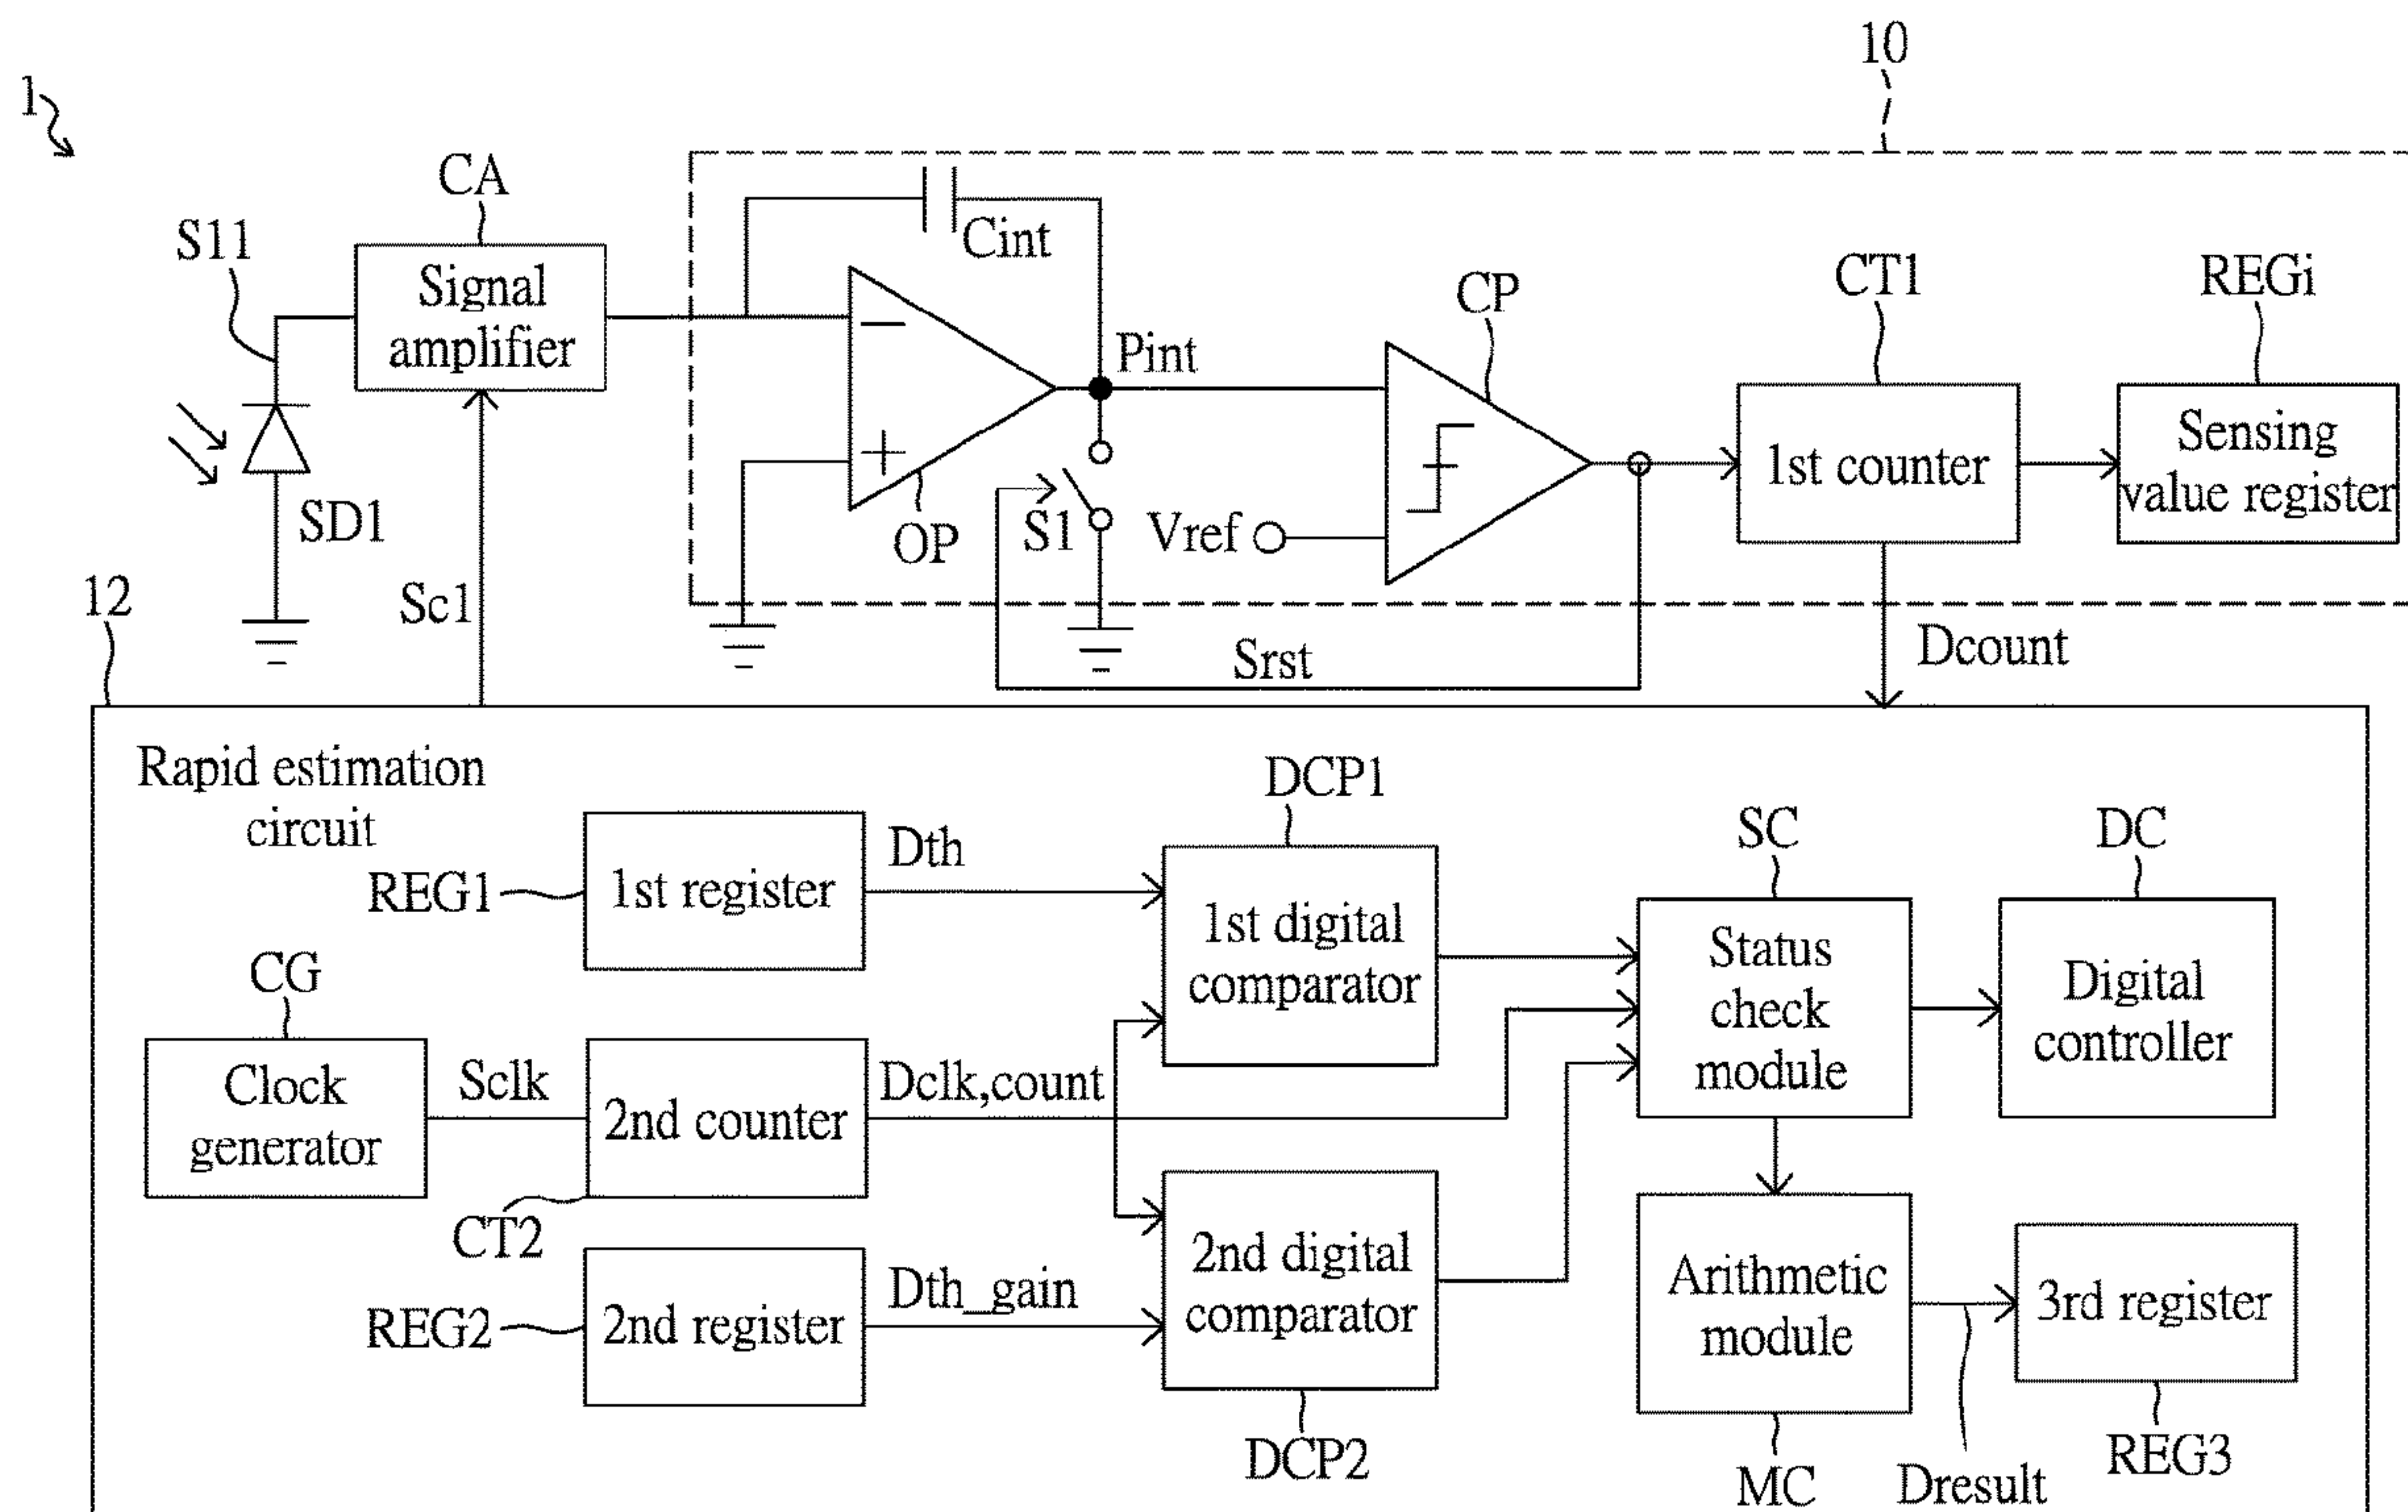 10
1
CA
S11
Signal
amplifier
Cint
CP
CT1
REGi
Pint
1st counter
Sensing
value register
SD1
OP
S1
Vref
12
Sc1
Srst
Dcount
Rapid estimation
circuit
DCP1
REG1
1st register
Dth
SC
DC
1st digital
comparator
Status
check
module
Digital
controller
CG
Clock
generator
Sclk
2nd counter
Dclk,count
CT2
2nd digital
comparator
Arithmetic
module
3rd register
REG2
2nd register
Dth_gain
DCP2
MC
Dresult
REG3